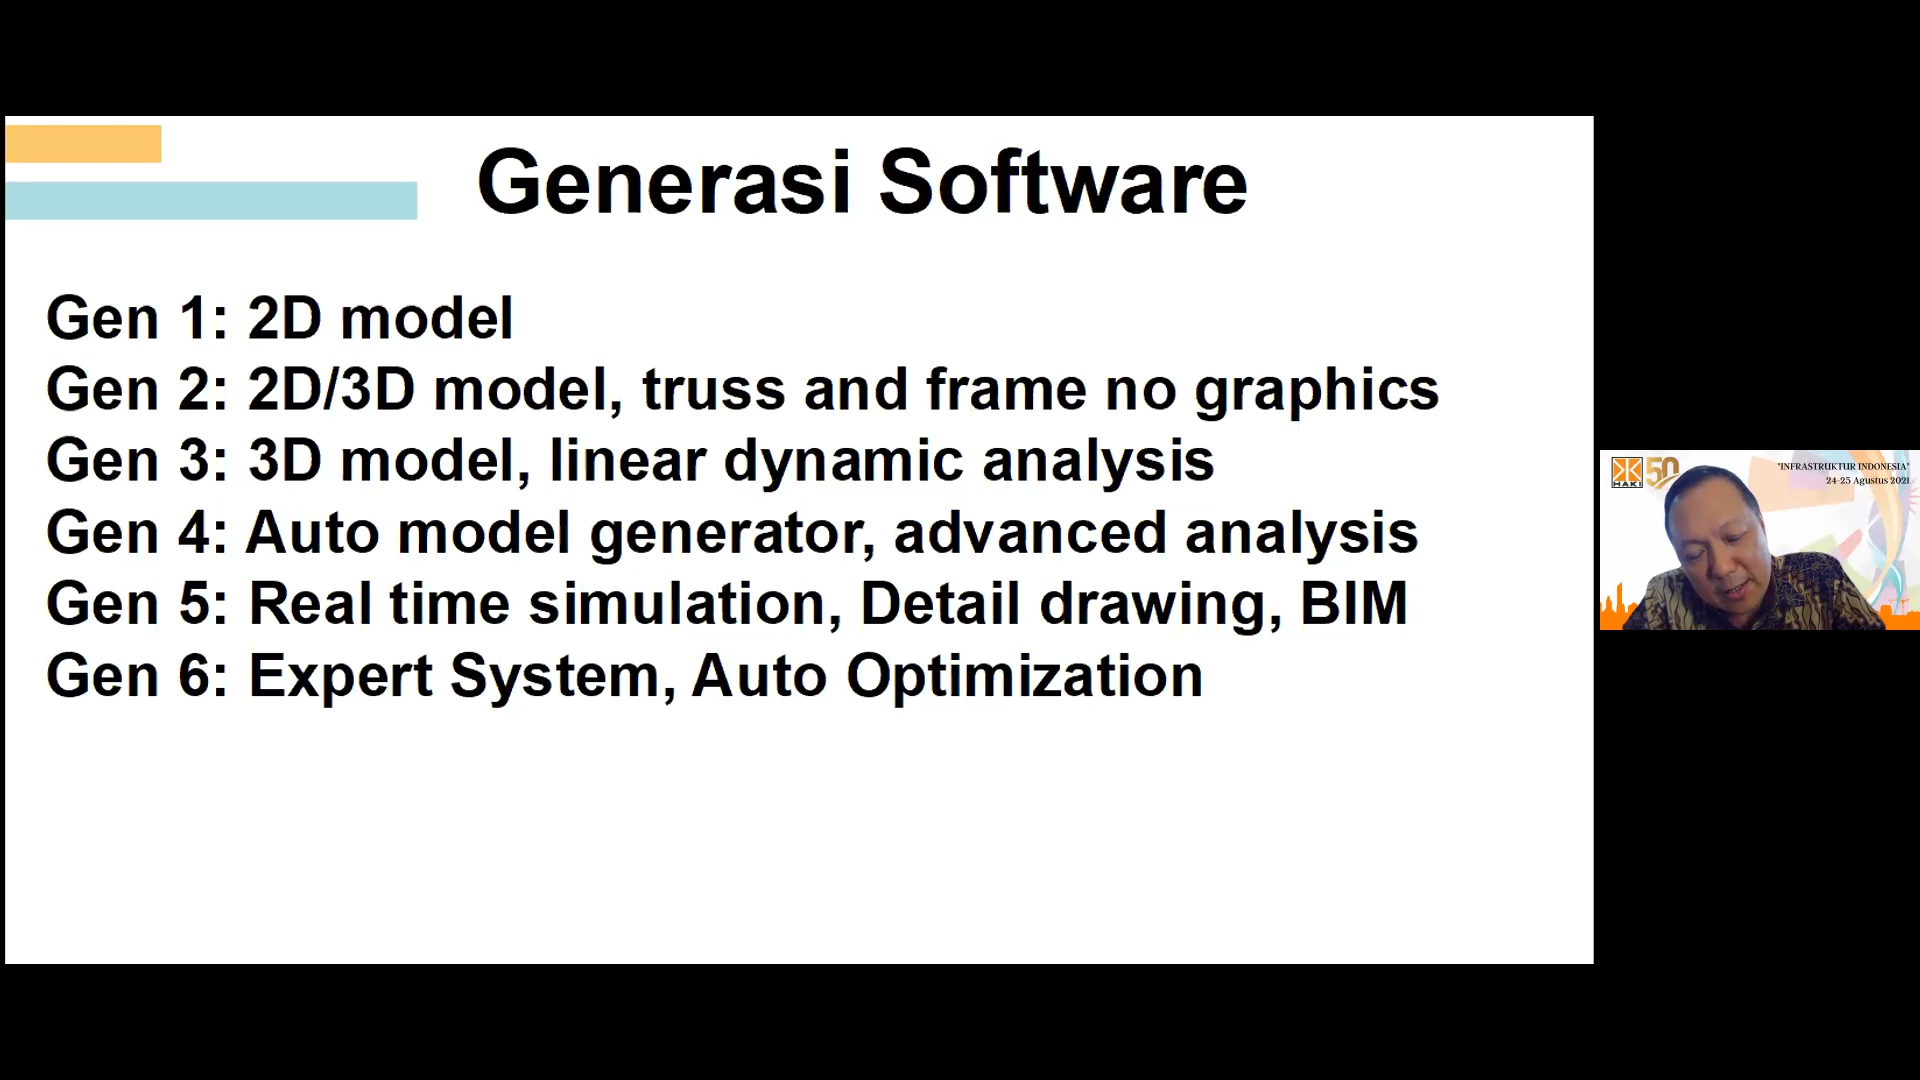 Generasi Software
Gen 1: 2D model
Gen 2: 2D/3D model, truss and frame no graphics
Gen 3: 3D model, linear dynamic analysis
Gen 4: Auto model generator, advanced analysis
Gen 5: Real time simulation, Detail drawing, BIM
Gen 6: Expert System, Auto Optimization
HAKI
50
"INFRASTRUKTUR INDONESIA"
24-25 Agustus 2021